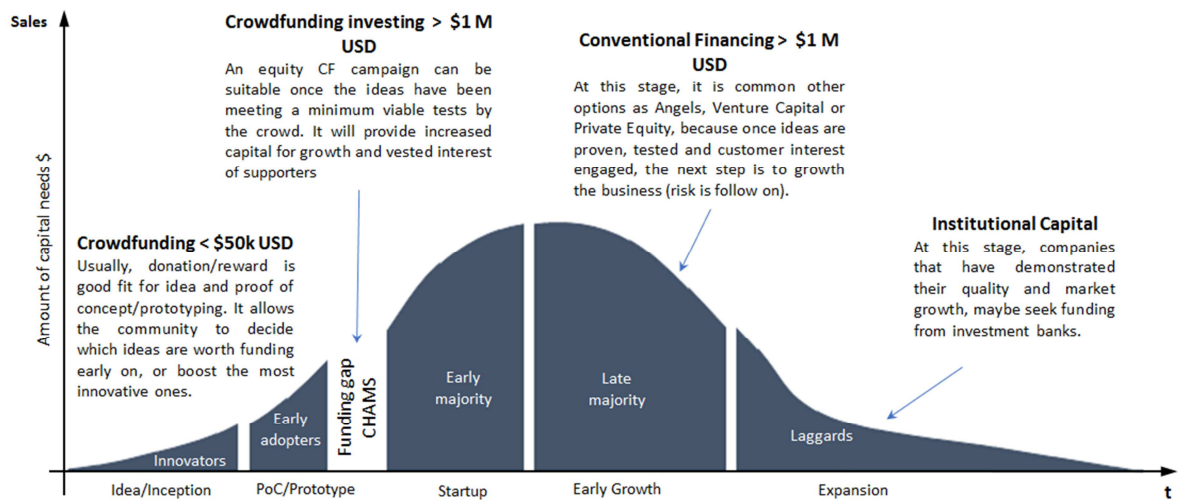 Sales
Amount of capital needs $
Crowdfunding investing > $1 M
USD
An equity CF campaign can be
suitable once the ideas have been
meeting a minimum viable tests by
the crowd. It will provide increased
capital for growth and vested interest
of supporters
Conventional Financing > $1 M
USD
At this stage, it is common other
options as Angels, Venture Capital or
Private Equity, because once ideas are
proven, tested and customer interest
engaged, the next step is to growth
the business (risk is follow on).
Crowdfunding < $50k USD
Usually, donation/reward is
good fit for idea and proof of
concept/prototyping. It allows
the community to decide
which ideas are worth funding
early on, or boost the most
innovative ones.
Institutional Capital
At this stage, companies
that have demonstrated
their quality and market
growth, maybe seek funding
from investment banks.
Innovators
Early
adopters
Funding gap
CHAMS
Early
majority
Late
majority
Laggards
Idea/Inception
PoC/Prototype
Startup
Early Growth
Expansion
t